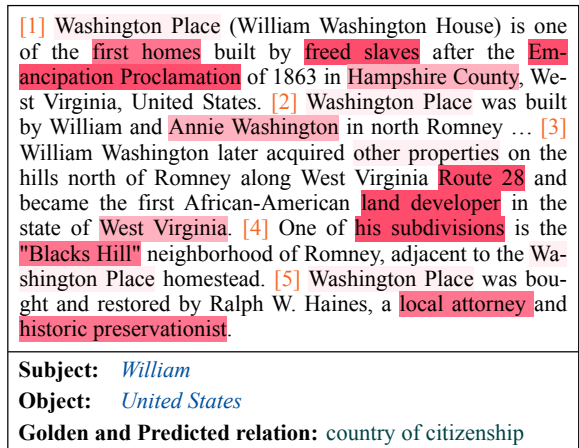 [1] Washington Place (William Washington House) is one
of the first homes built by freed slaves after the Em-
ancipation Proclamation of 1863 in Hampshire County, We-
st Virginia, United States. [2] Washington Place was built
by William and Annie Washington in north Romney ... [3]
William Washington later acquired other properties on the
hills north of Romney along West Virginia Route 28 and
became the first African-American land developer in the
state of West Virginia. [4] One of his subdivisions is the
"Blacks Hill" neighborhood of Romney, adjacent to the Wa-
shington Place homestead. [5] Washington Place was bou-
ght and restored by Ralph W. Haines, a local attorney and
historic preservationist.
Subject: William
Object: United States
Golden and Predicted relation: country of citizenship